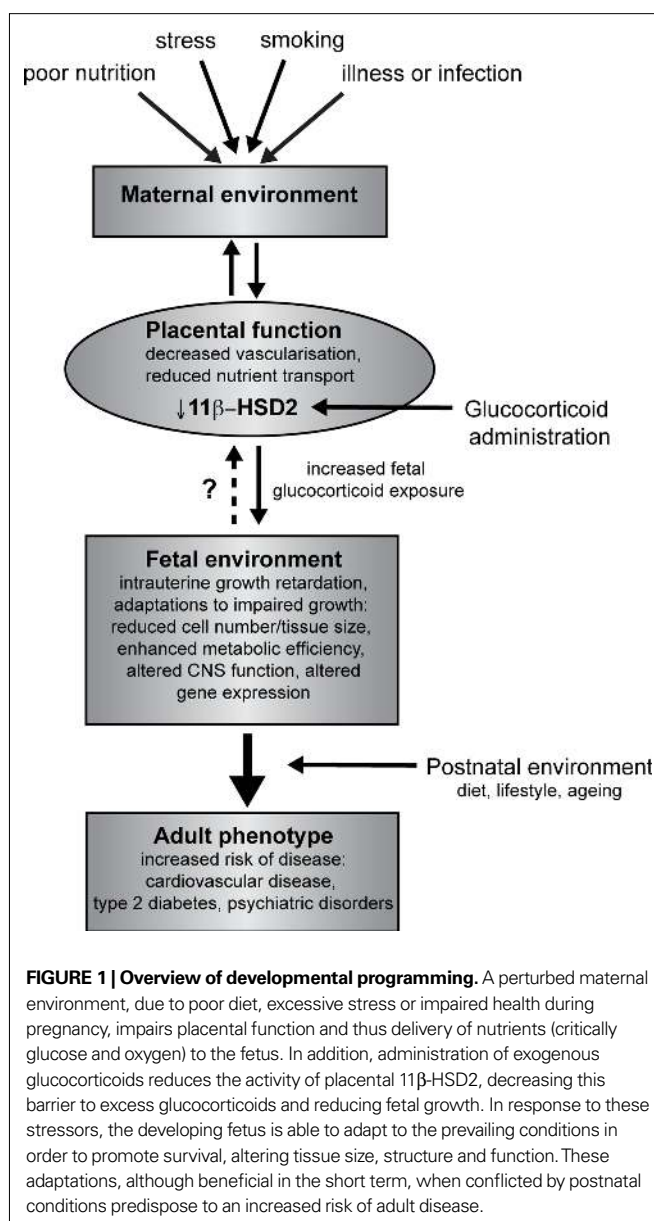 stress
smoking
poor nutrition
illness or infection
Maternal environment
Placental function
decreased vascularisation,
reduced nutrient transport
↓11β–HSD2
Glucocorticoid
administration
?
increased fetal
glucocorticoid exposure
Fetal environment
intrauterine growth retardation,
adaptations to impaired growth:
reduced cell number/tissue size,
enhanced metabolic efficiency,
altered CNS function, altered
gene expression
Postnatal environment
diet, lifestyle, ageing
Adult phenotype
increased risk of disease:
cardiovascular disease,
type 2 diabetes, psychiatric disorders
FIGURE 1 | Overview of developmental programming. A perturbed maternal
environment, due to poor diet, excessive stress or impaired health during
pregnancy, impairs placental function and thus delivery of nutrients (critically
glucose and oxygen) to the fetus. In addition, administration of exogenous
glucocorticoids reduces the activity of placental 11β-HSD2, decreasing this
barrier to excess glucocorticoids and reducing fetal growth. In response to these
stressors, the developing fetus is able to adapt to the prevailing conditions in
order to promote survival, altering tissue size, structure and function. These
adaptations, although beneficial in the short term, when conflicted by postnatal
conditions predispose to an increased risk of adult disease.